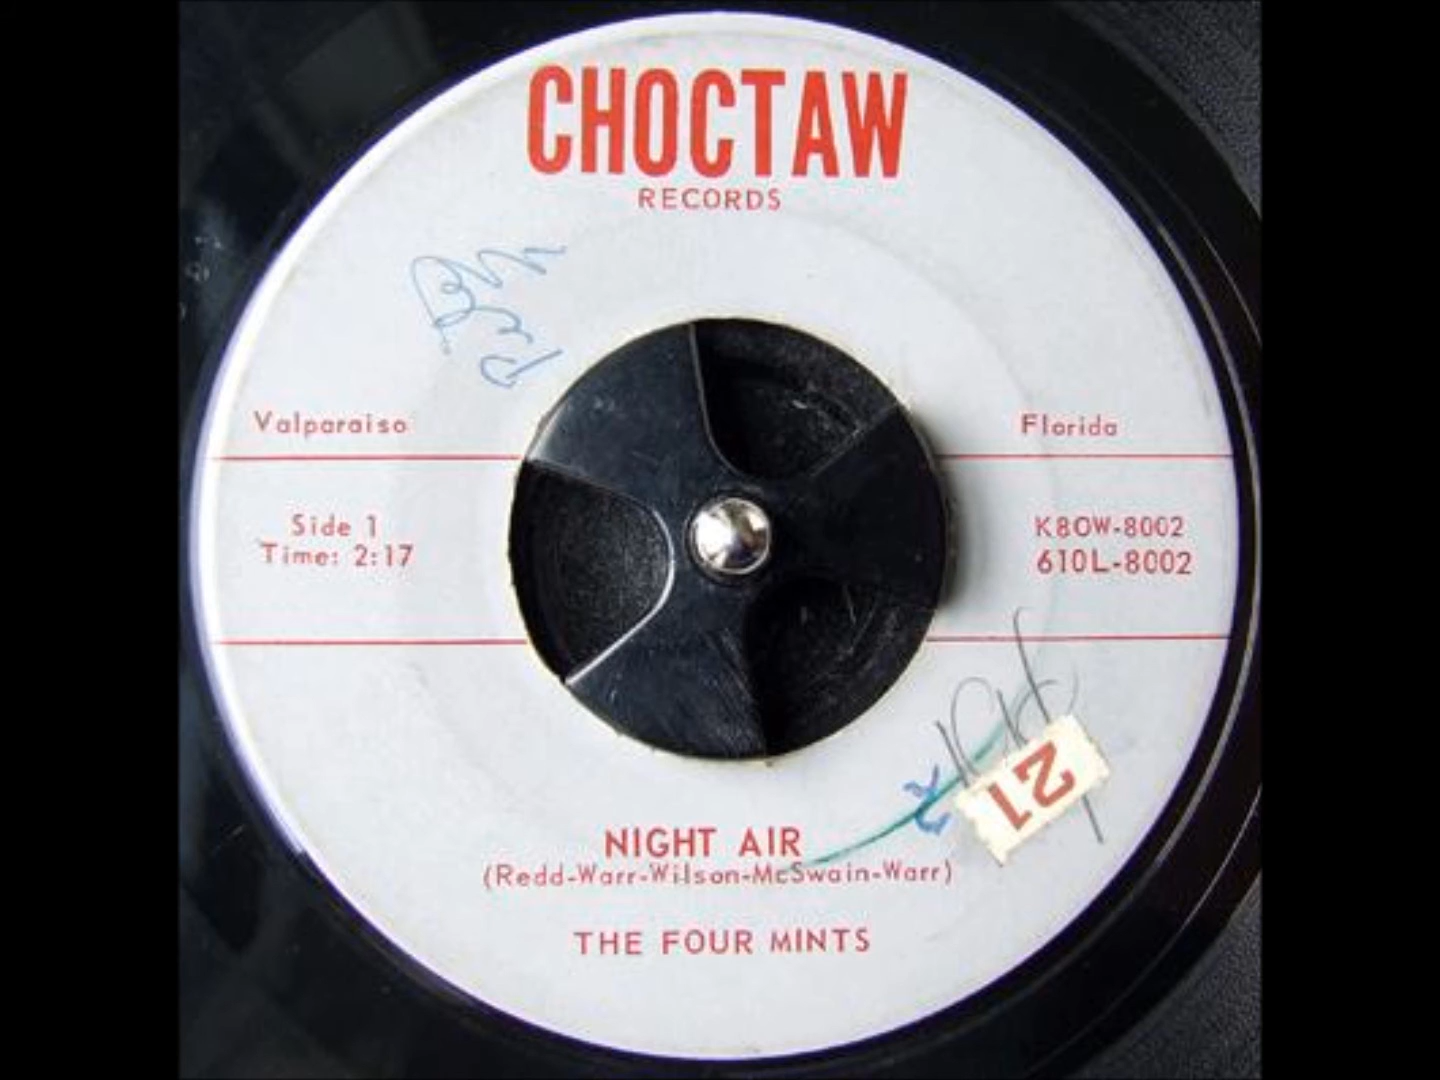 CHOCTAW
RECORDS
Valparaiso
Florida
Side 1
Time: 2:17
K8OW-8002
61OL-8002
21
NIGHT AIR
(Redd-Warr-Wilson-McSwain-Warr)
THE FOUR MINTS